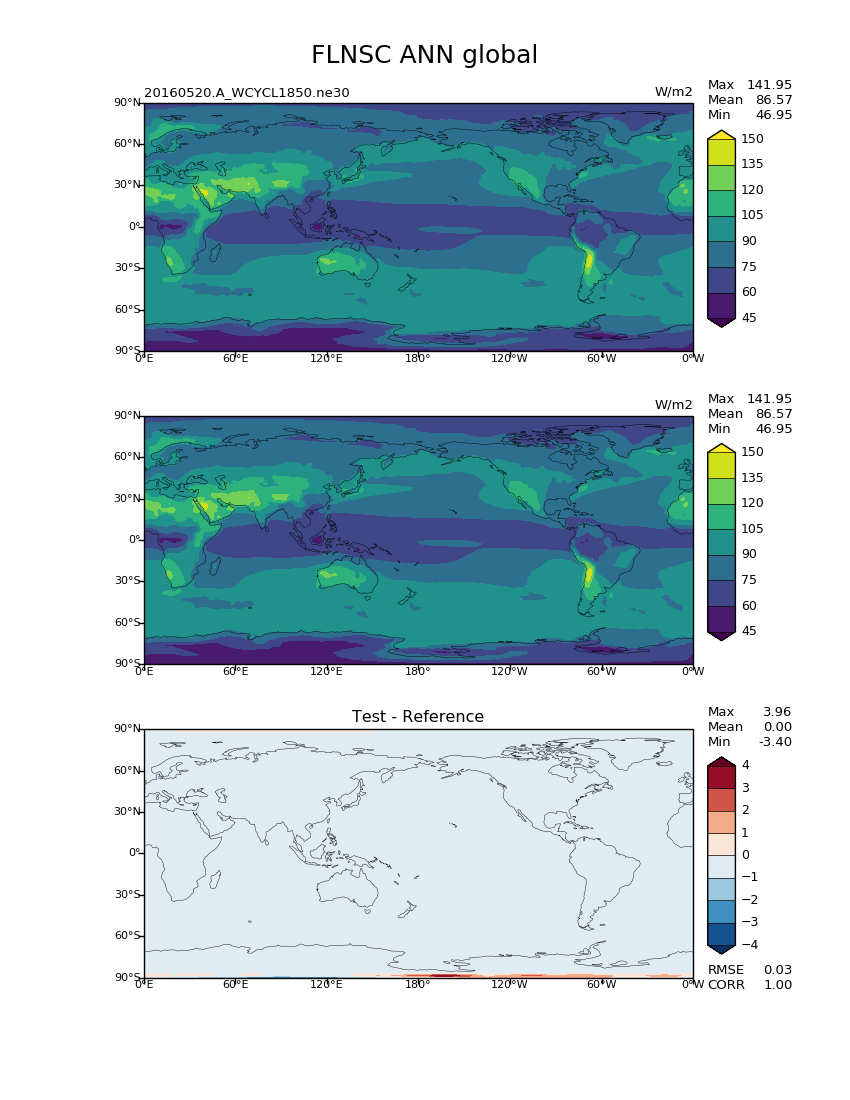 FLNSC ANN global
20160520.A_WCYCL1850.ne30
W/m2
Max 141.95
Mean 86.57
Min 46.95
90°N
60°N
30°N
0°
30°S
60°S
90°S
0°E 60°E 120°E 180° 120°W 60°W 0°W
150
135
120
105
90
75
60
45
W/m2
Max 141.95
Mean 86.57
Min 46.95
90°N
60°N
30°N
0°
30°S
60°S
90°S
0°E 60°E 120°E 180° 120°W 60°W 0°W
150
135
120
105
90
75
60
45
Test - Reference
Max 3.96
Mean 0.00
Min -3.40
90°N
60°N
30°N
0°
30°S
60°S
90°S
0°E 60°E 120°E 180° 120°W 60°W 0°W
4
3
2
1
0
−1
−2
−3
−4
RMSE 0.03
CORR 1.00